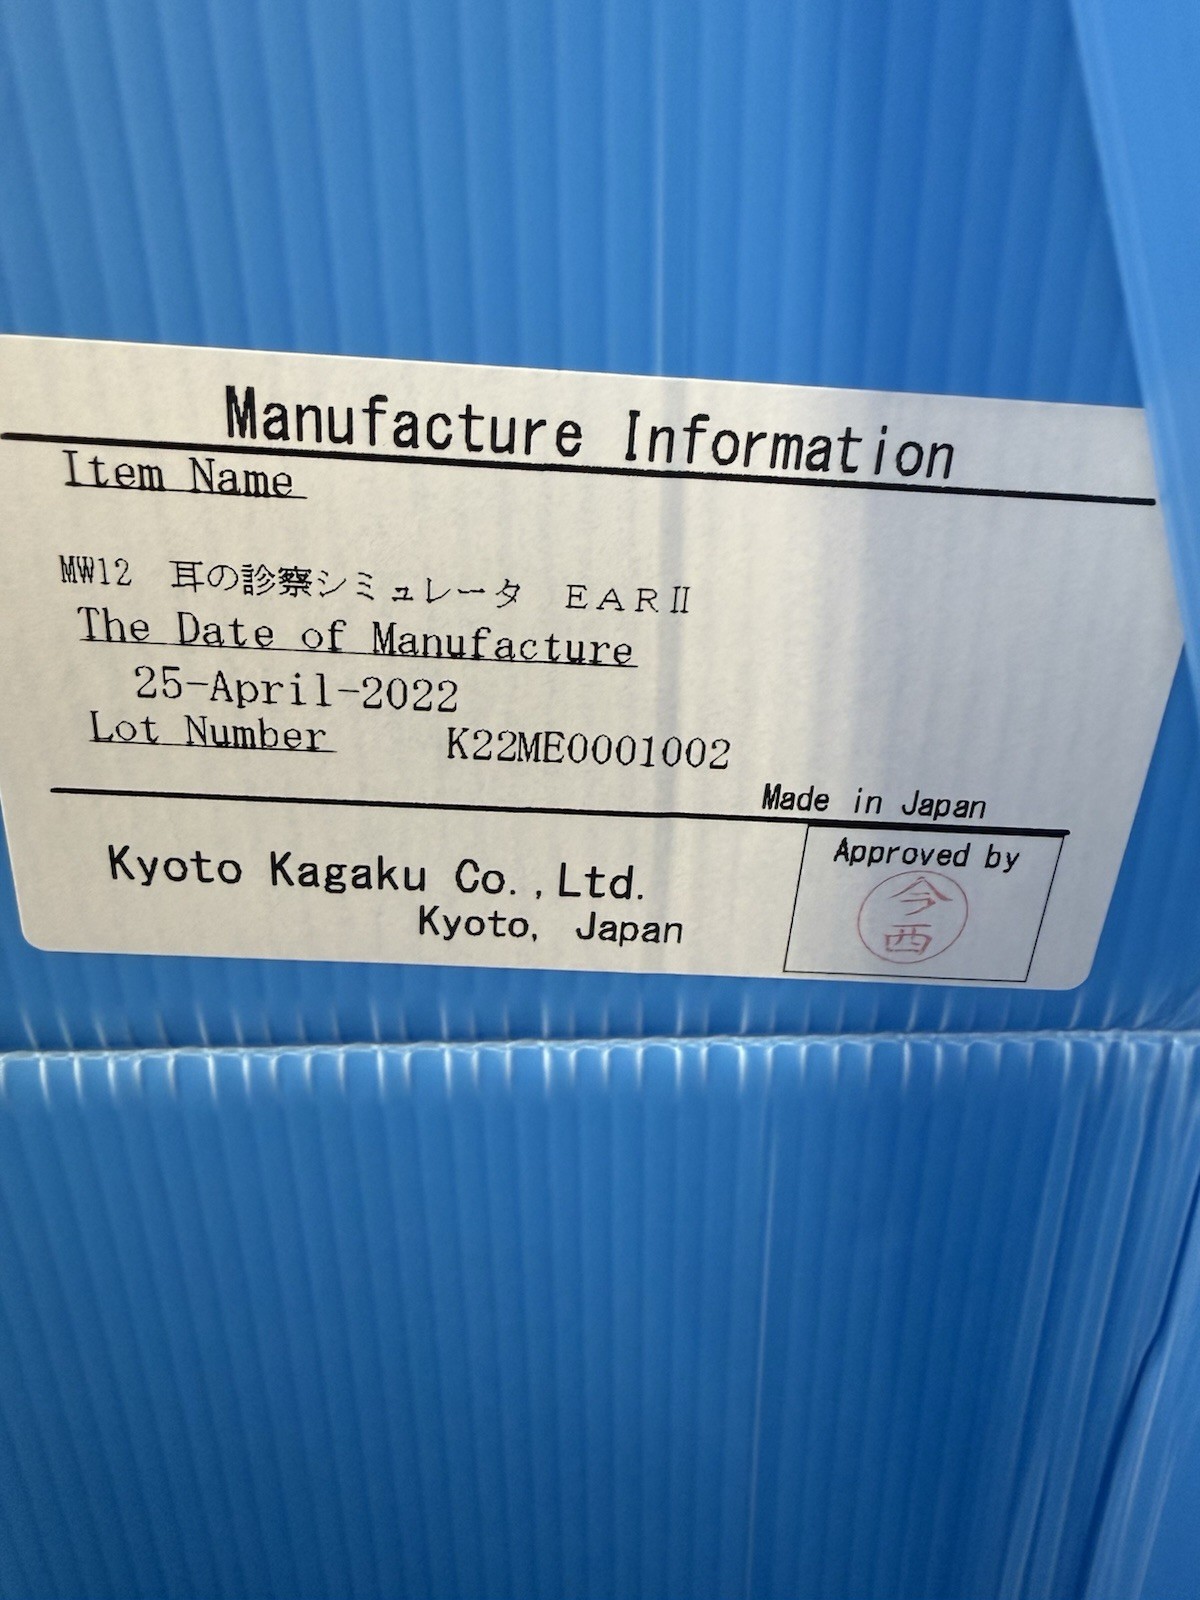 Manufacture Information
Item Name
MW12 耳の診察シミュレータ ＥＡＲⅡ
The Date of Manufacture
25-April-2022
Lot Number K22ME0001002
Made in Japan
Kyoto Kagaku Co.,Ltd.
Kyoto, Japan
Approved by
今西